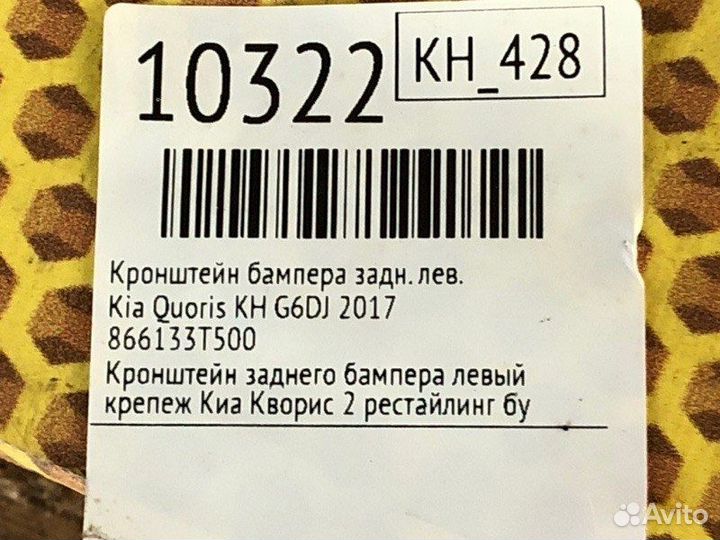 10322
KH_428
Кронштейн бампера задн. лев.
Kia Quoris KH G6DJ 2017
866133T500
Кронштейн заднего бампера левый
крепеж Киа Кворис 2 рестайлинг бу
Avito